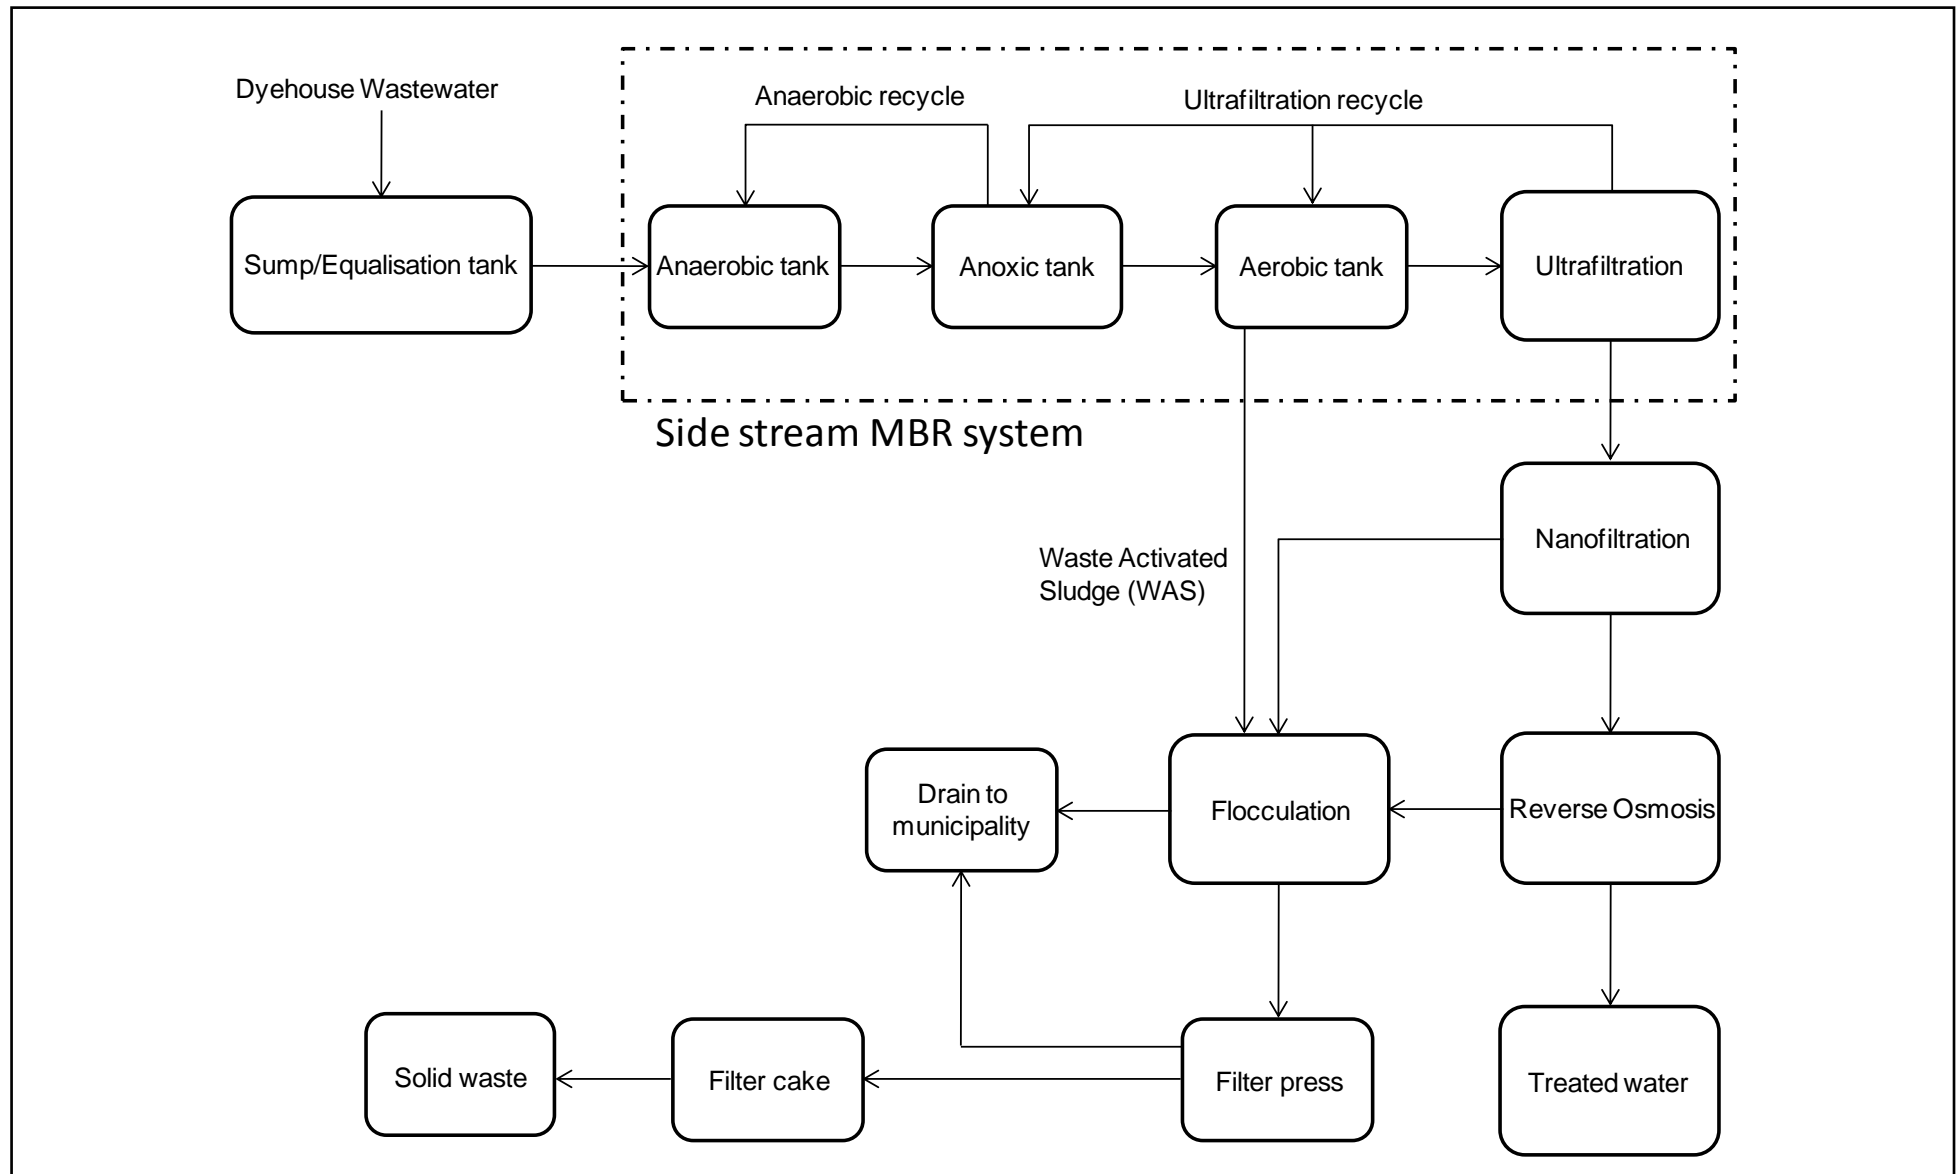 Dyehouse Wastewater
Anaerobic recycle
Ultrafiltration recycle
Sump/Equalisation tank
Anaerobic tank
Anoxic tank
Aerobic tank
Ultrafiltration
Side stream MBR system
Waste Activated
Sludge (WAS)
Nanofiltration
Drain to
municipality
Flocculation
Reverse Osmosis
Solid waste
Filter cake
Filter press
Treated water